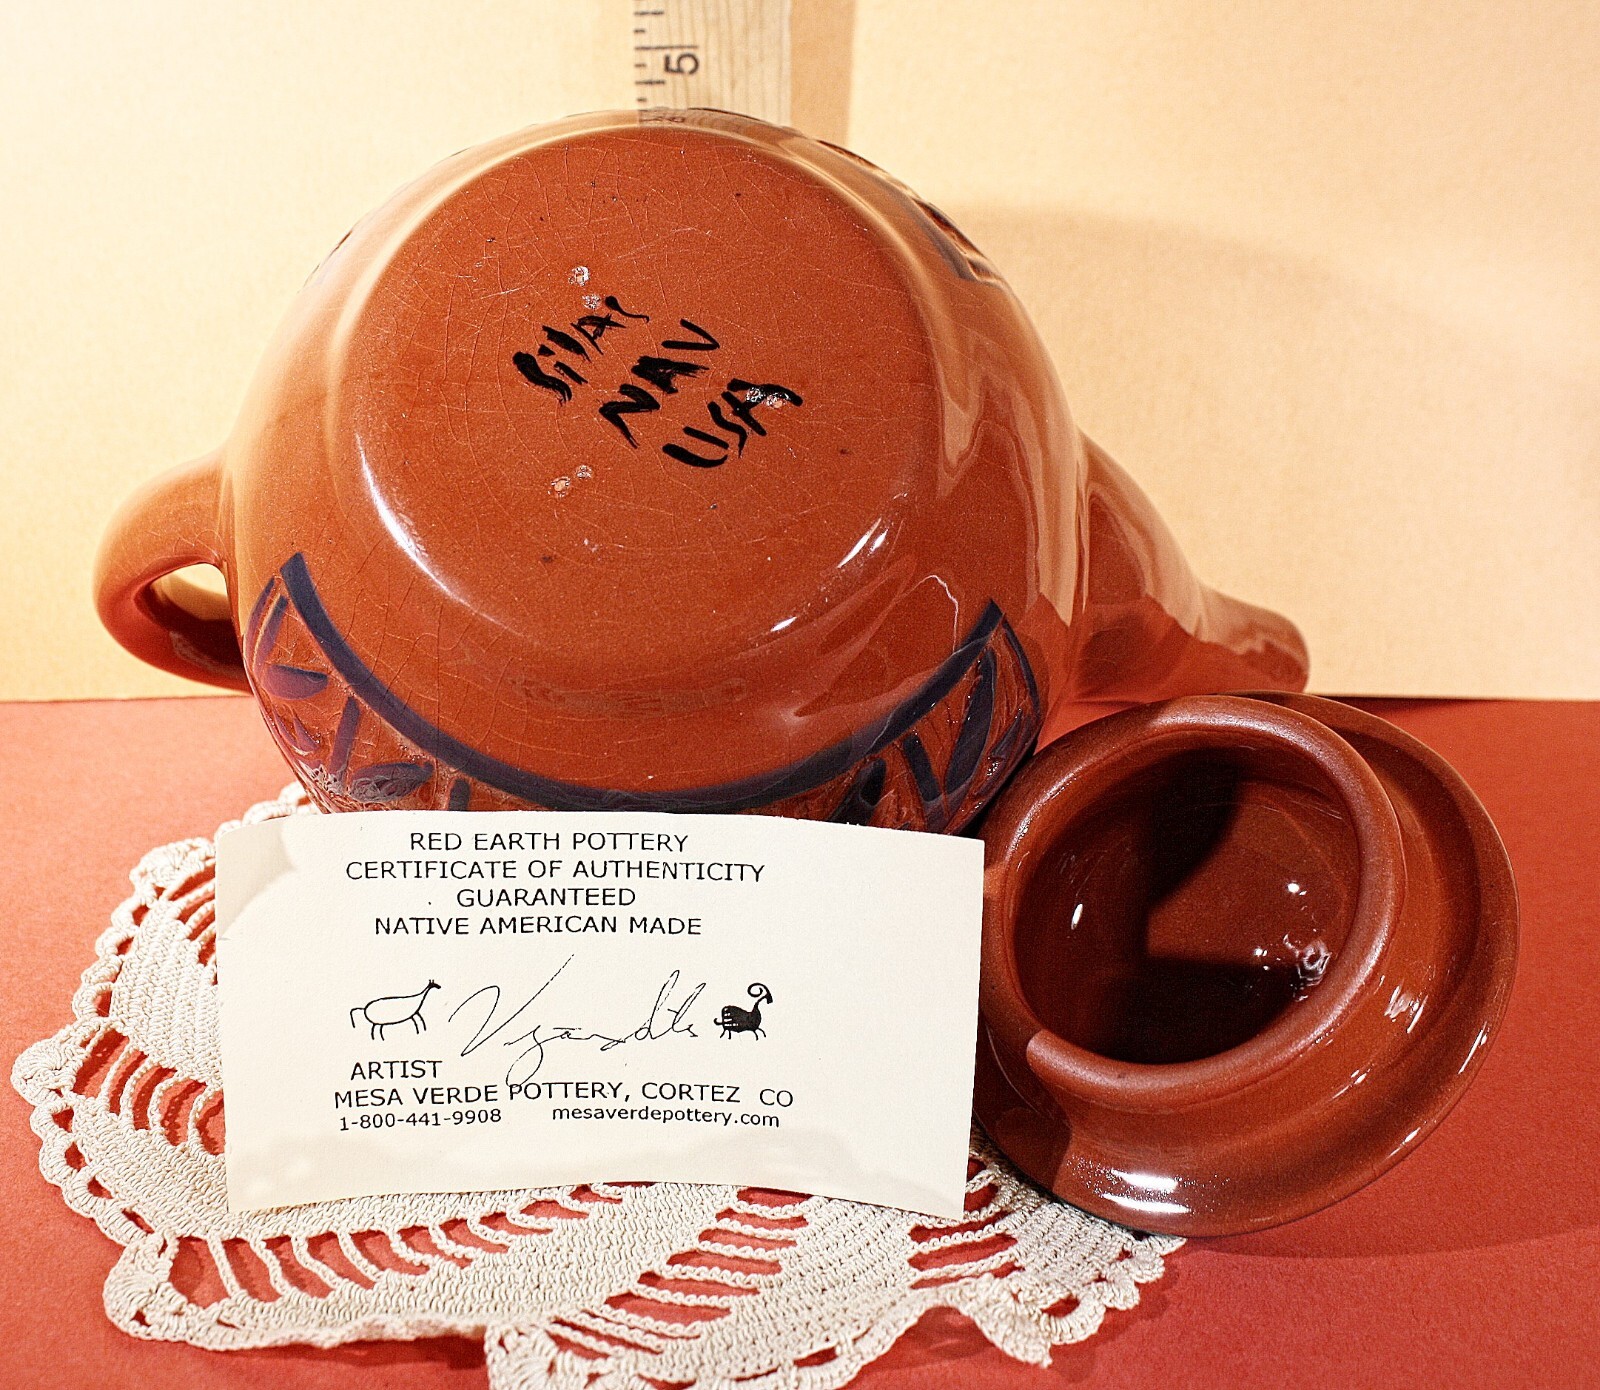 5
Silas
NAV
USA
RED EARTH POTTERY
CERTIFICATE OF AUTHENTICITY
GUARANTEED
NATIVE AMERICAN MADE
ARTIST
MESA VERDE POTTERY, CORTEZ CO
1-800-441-9908 mesaverdepottery.com